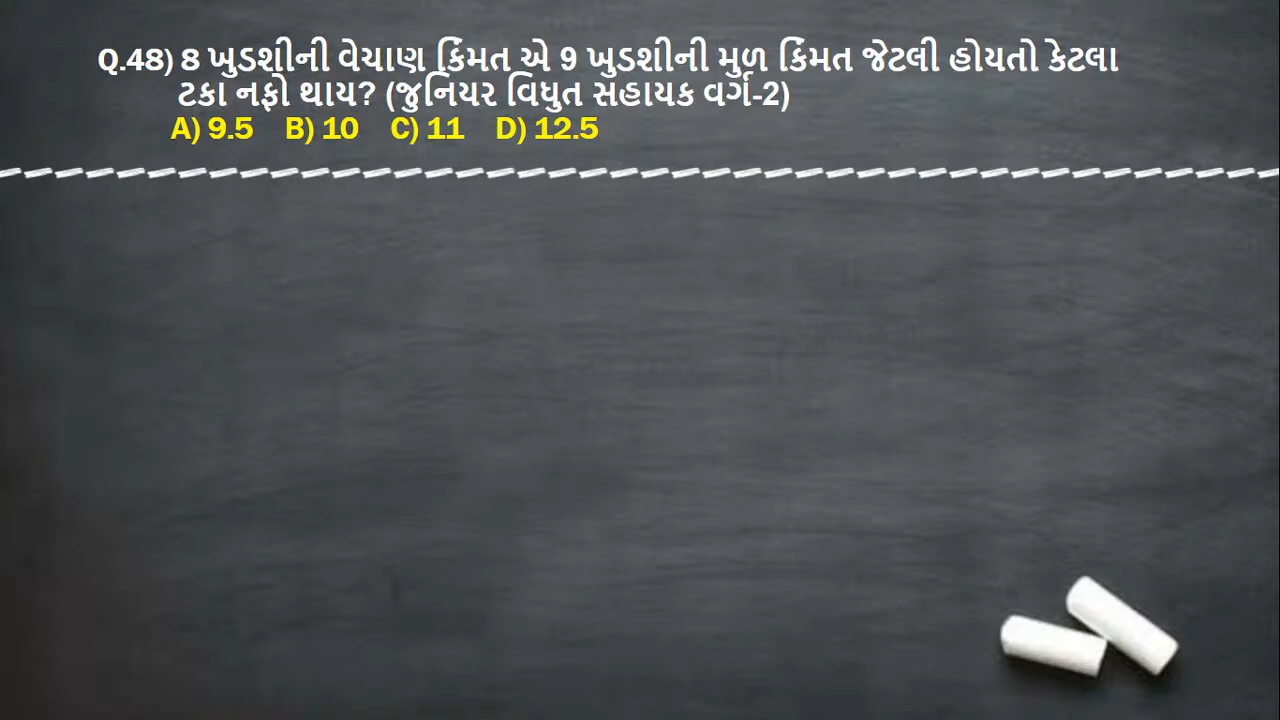 Q.48) 8 ખુડશીની વેચાણ કિંમત એ 9 ખુડશીની મુળ કિંમત જેટલી હોયતો કેટલા
ટકા નફો થાય? (જુનિયર વિધુત સહાયક વર્ગ-2)
A) 9.5 B) 10 C) 11 D) 12.5